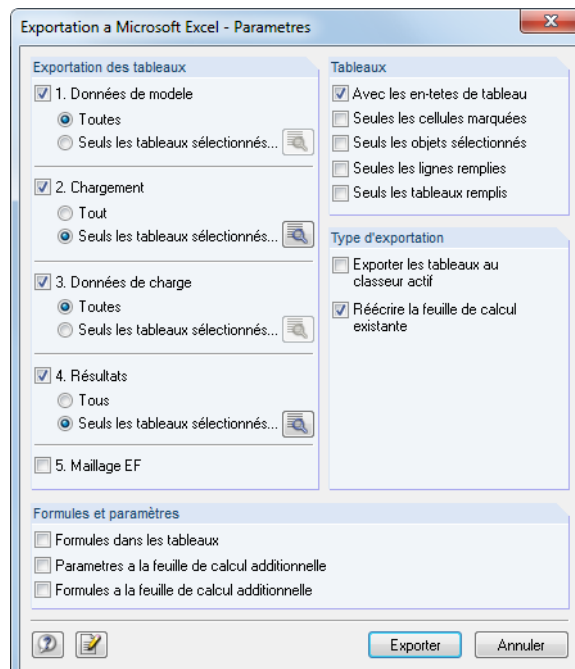 Exportation a Microsoft Excel - Parametres
Exportation des tableaux
1. Données de modele
Toutes
Seuls les tableaux sélectionnés...
2. Chargement
Tout
Seuls les tableaux sélectionnés...
3. Données de charge
Toutes
Seuls les tableaux sélectionnés...
4. Résultats
Tous
Seuls les tableaux sélectionnés...
5. Maillage EF
Tableaux
Avec les en-tetes de tableau
Seules les cellules marquées
Seuls les objets sélectionnés
Seules les lignes remplies
Seuls les tableaux remplis
Type d'exportation
Exporter les tableaux au
classeur actif
Réécrire la feuille de calcul
existante
Formules et paramètres
Formules dans les tableaux
Parametres a la feuille de calcul additionnelle
Formules a la feuille de calcul additionnelle
Exporter
Annuler